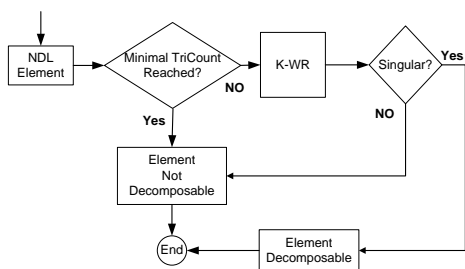 NDL
Element
Minimal TriCount
Reached?
NO
K-WR
Singular?
Yes
Yes
NO
Element
Not
Decomposable
End
Element
Decomposable